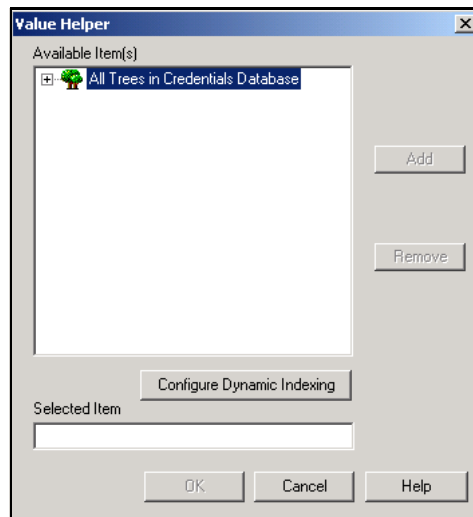 Value Helper
Available Item(s)
All Trees in Credentials Database
Add
Remove
Configure Dynamic Indexing
Selected Item
OK Cancel Help